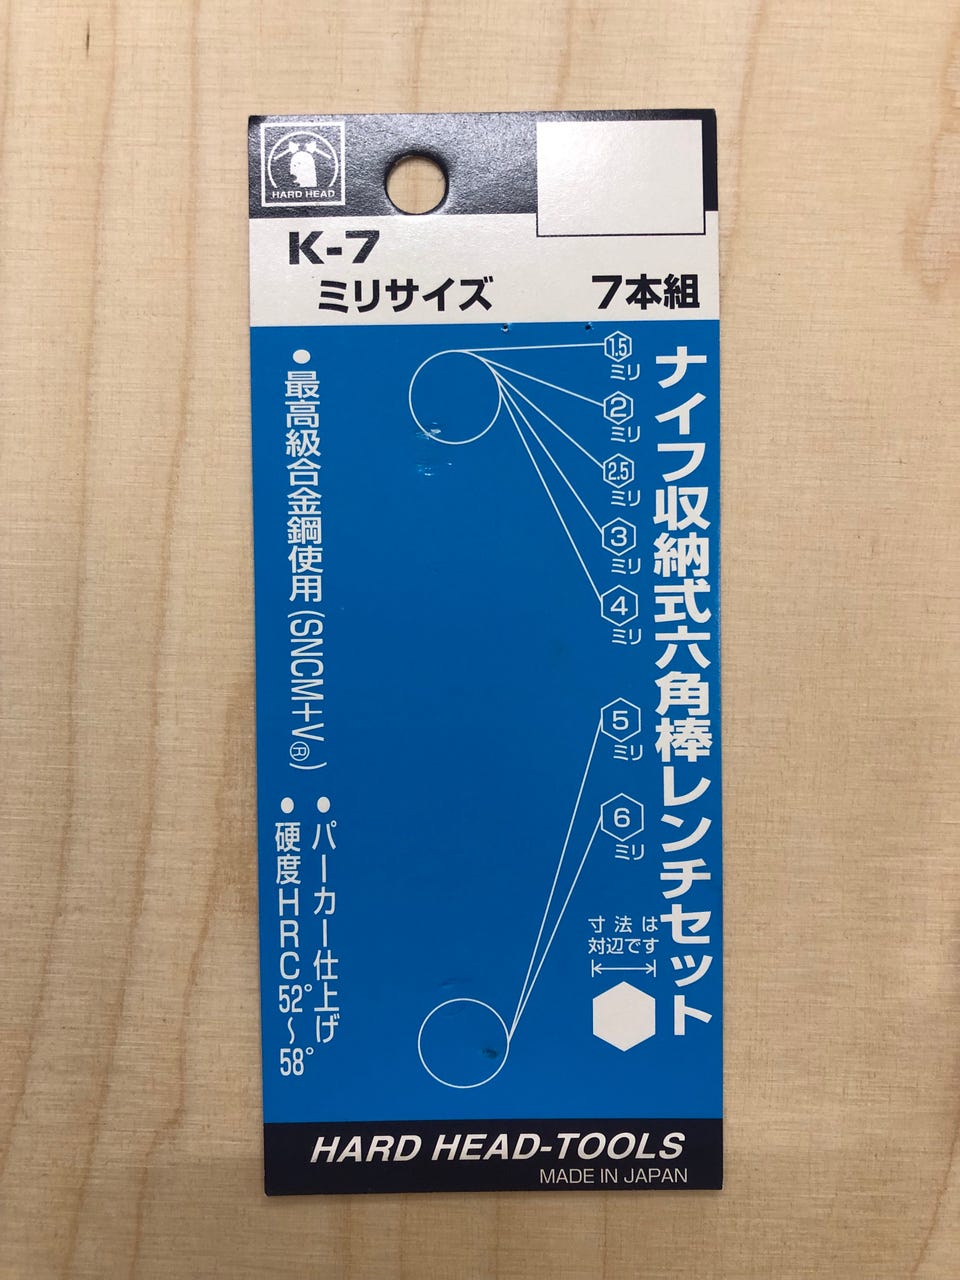 HARD HEAD
K-7
ミリサイズ
7本組
ナイフ収納式六角棒レンチセット
1.5
ミリ
2
ミリ
2.5
ミリ
3
ミリ
4
ミリ
5
ミリ
6
ミリ
寸法は
対辺です
●最高級合金鋼使用(SNCM+V®)
●パーカー仕上げ
●硬度HRC52°~58°
HARD HEAD-TOOLS
MADE IN JAPAN